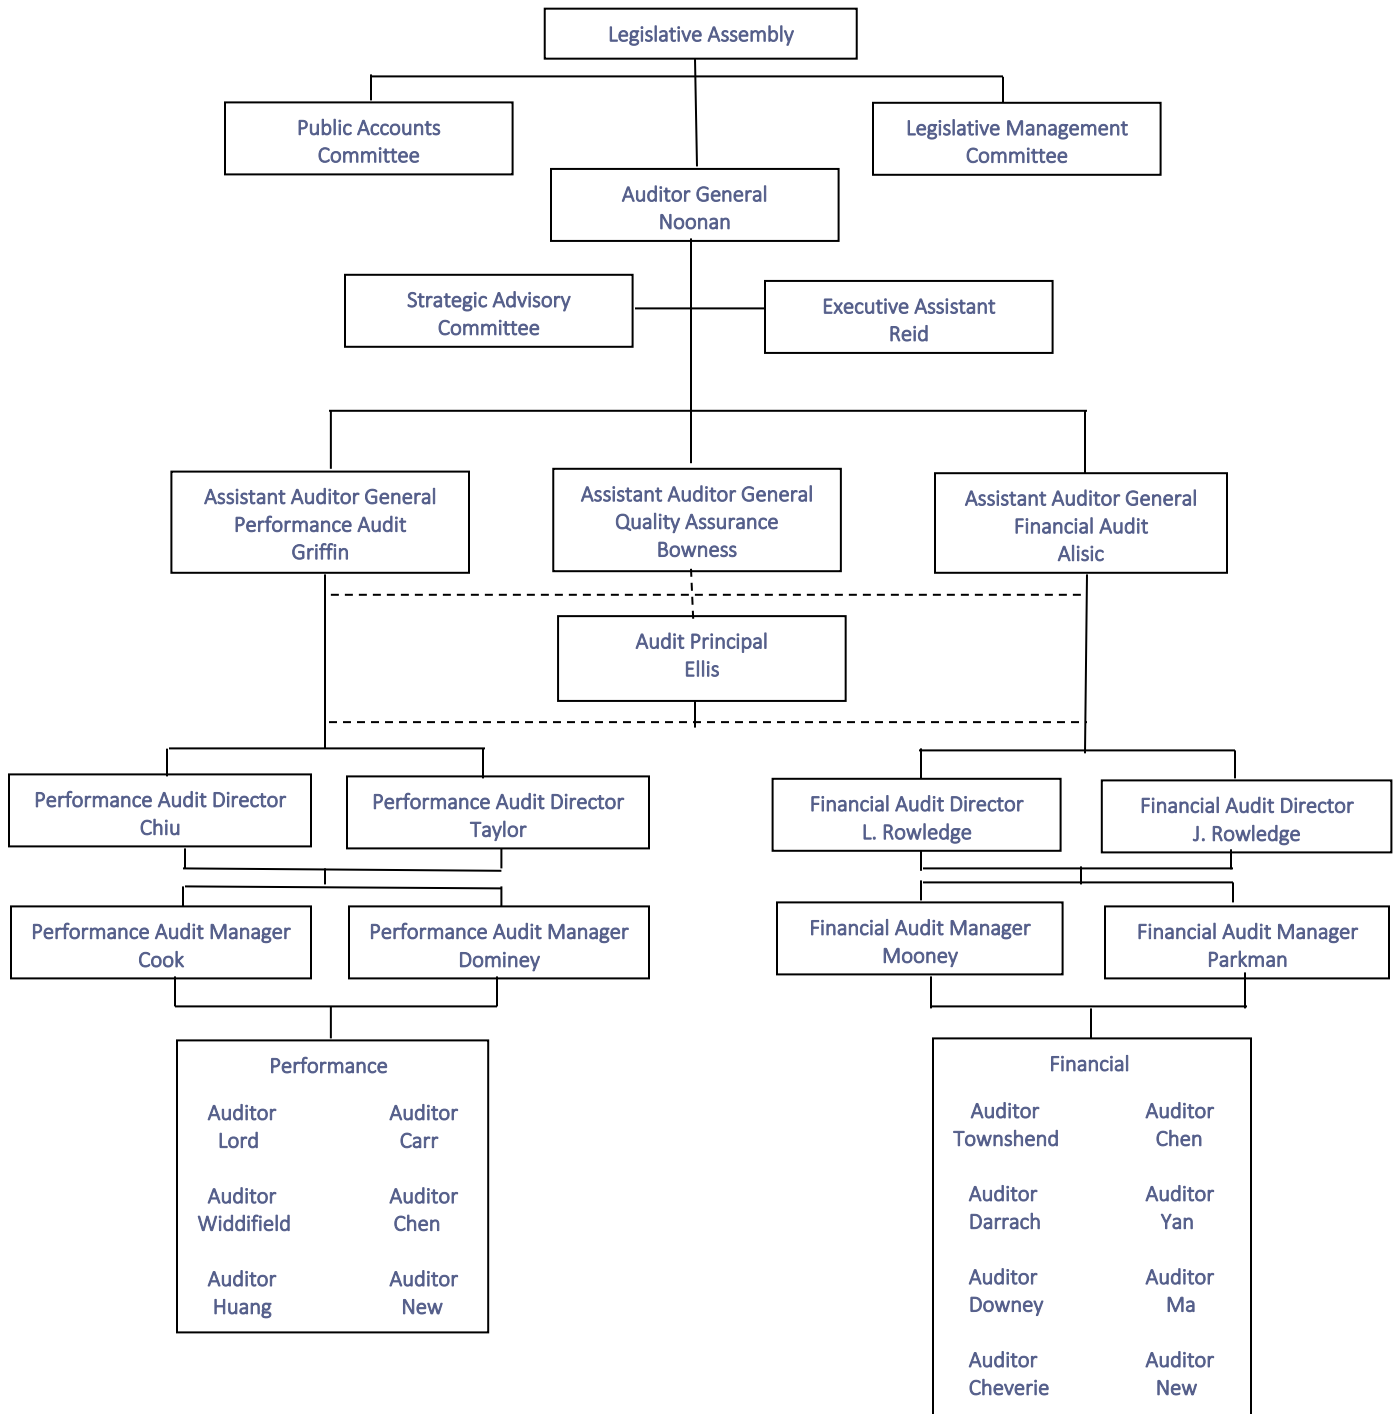 Legislative Assembly
Public Accounts
Committee
Legislative Management
Committee
Auditor General
Noonan
Strategic Advisory
Committee
Executive Assistant
Reid
Assistant Auditor General
Performance Audit
Griffin
Assistant Auditor General
Quality Assurance
Bowness
Assistant Auditor General
Financial Audit
Alisic
Audit Principal
Ellis
Performance Audit Director
Chiu
Performance Audit Director
Taylor
Financial Audit Director
L. Rowledge
Financial Audit Director
J. Rowledge
Performance Audit Manager
Cook
Performance Audit Manager
Dominey
Financial Audit Manager
Mooney
Financial Audit Manager
Parkman
Performance
Auditor
Lord
Auditor
Carr
Auditor
Widdifield
Auditor
Chen
Auditor
Huang
Auditor
New
Financial
Auditor
Townshend
Auditor
Chen
Auditor
Darrach
Auditor
Yan
Auditor
Downey
Auditor
Ma
Auditor
Cheverie
Auditor
New